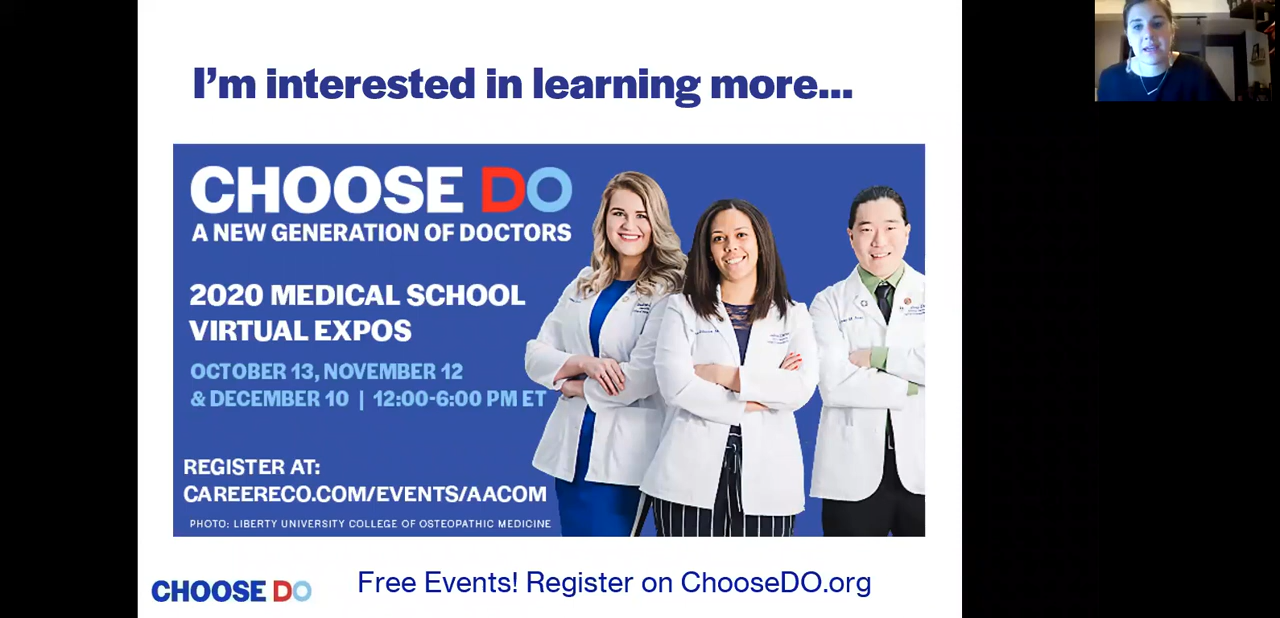 I'm interested in learning more...
CHOOSE DO
A NEW GENERATION OF DOCTORS
2020 MEDICAL SCHOOL
VIRTUAL EXPOS
OCTOBER 13, NOVEMBER 12
& DECEMBER 10 | 12:00-6:00 PM ET
REGISTER AT:
CAREERECO.COM/EVENTS/AACOM
PHOTO: LIBERTY UNIVERSITY COLLEGE OF OSTEOPATHIC MEDICINE
CHOOSE DO
Free Events! Register on ChooseDO.org